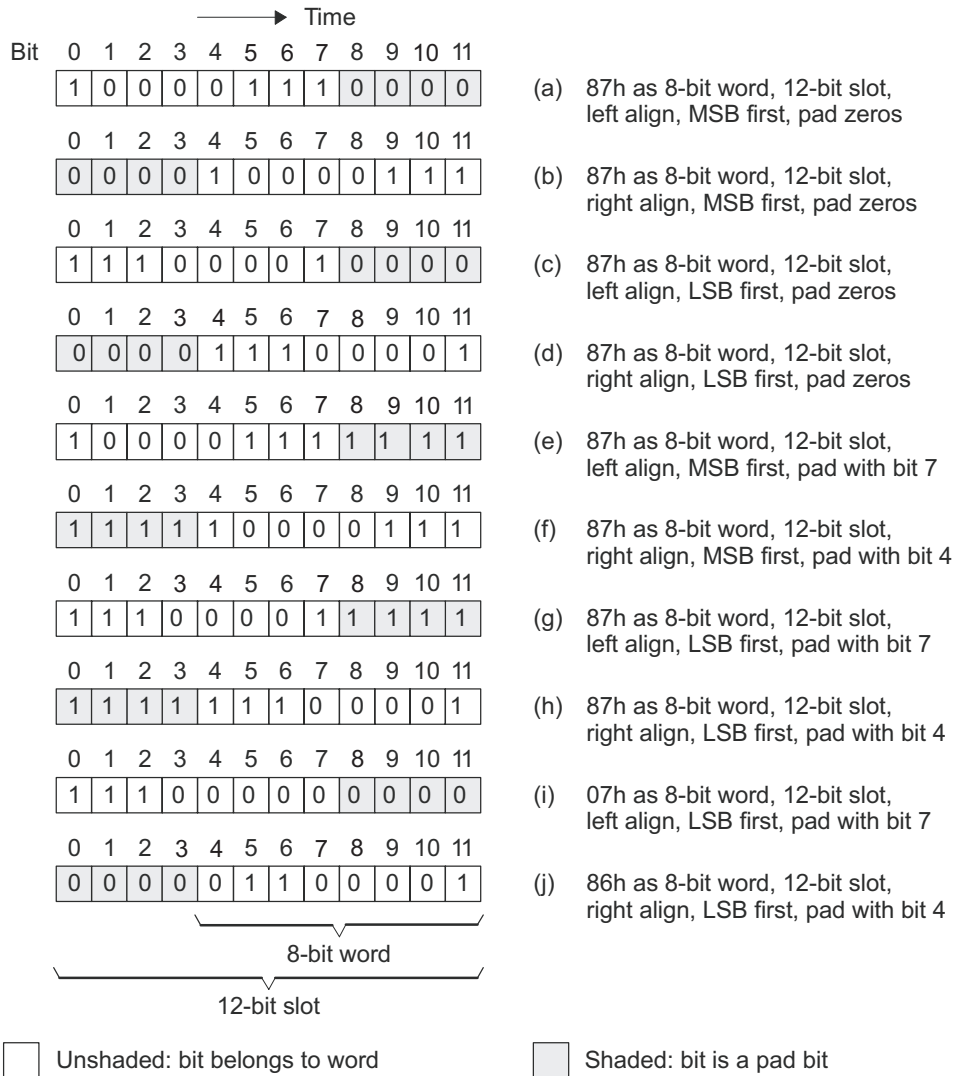 Time
Bit 0 1 2 3 4 5 6 7 8 9 10 11
1 0 0 0 0 1 1 1 0 0 0 0
(a) 87h as 8-bit word, 12-bit slot,
left align, MSB first, pad zeros
0 1 2 3 4 5 6 7 8 9 10 11
0 0 0 0 1 0 0 0 0 1 1 1
(b) 87h as 8-bit word, 12-bit slot,
right align, MSB first, pad zeros
0 1 2 3 4 5 6 7 8 9 10 11
1 1 1 0 0 0 0 1 0 0 0 0
(c) 87h as 8-bit word, 12-bit slot,
left align, LSB first, pad zeros
0 1 2 3 4 5 6 7 8 9 10 11
0 0 0 0 1 1 1 0 0 0 0 1
(d) 87h as 8-bit word, 12-bit slot,
right align, LSB first, pad zeros
0 1 2 3 4 5 6 7 8 9 10 11
1 0 0 0 0 1 1 1 1 1 1 1
(e) 87h as 8-bit word, 12-bit slot,
left align, MSB first, pad with bit 7
0 1 2 3 4 5 6 7 8 9 10 11
1 1 1 1 1 0 0 0 0 1 1 1
(f) 87h as 8-bit word, 12-bit slot,
right align, MSB first, pad with bit 4
0 1 2 3 4 5 6 7 8 9 10 11
1 1 1 0 0 0 0 1 1 1 1 1
(g) 87h as 8-bit word, 12-bit slot,
left align, LSB first, pad with bit 7
0 1 2 3 4 5 6 7 8 9 10 11
1 1 1 1 1 1 1 0 0 0 0 1
(h) 87h as 8-bit word, 12-bit slot,
right align, LSB first, pad with bit 4
0 1 2 3 4 5 6 7 8 9 10 11
1 1 1 0 0 0 0 0 0 0 0 0
(i) 07h as 8-bit word, 12-bit slot,
left align, LSB first, pad with bit 7
0 1 2 3 4 5 6 7 8 9 10 11
0 0 0 0 0 1 1 0 0 0 0 1
(j) 86h as 8-bit word, 12-bit slot,
right align, LSB first, pad with bit 4
8-bit word
12-bit slot
Unshaded: bit belongs to word
Shaded: bit is a pad bit